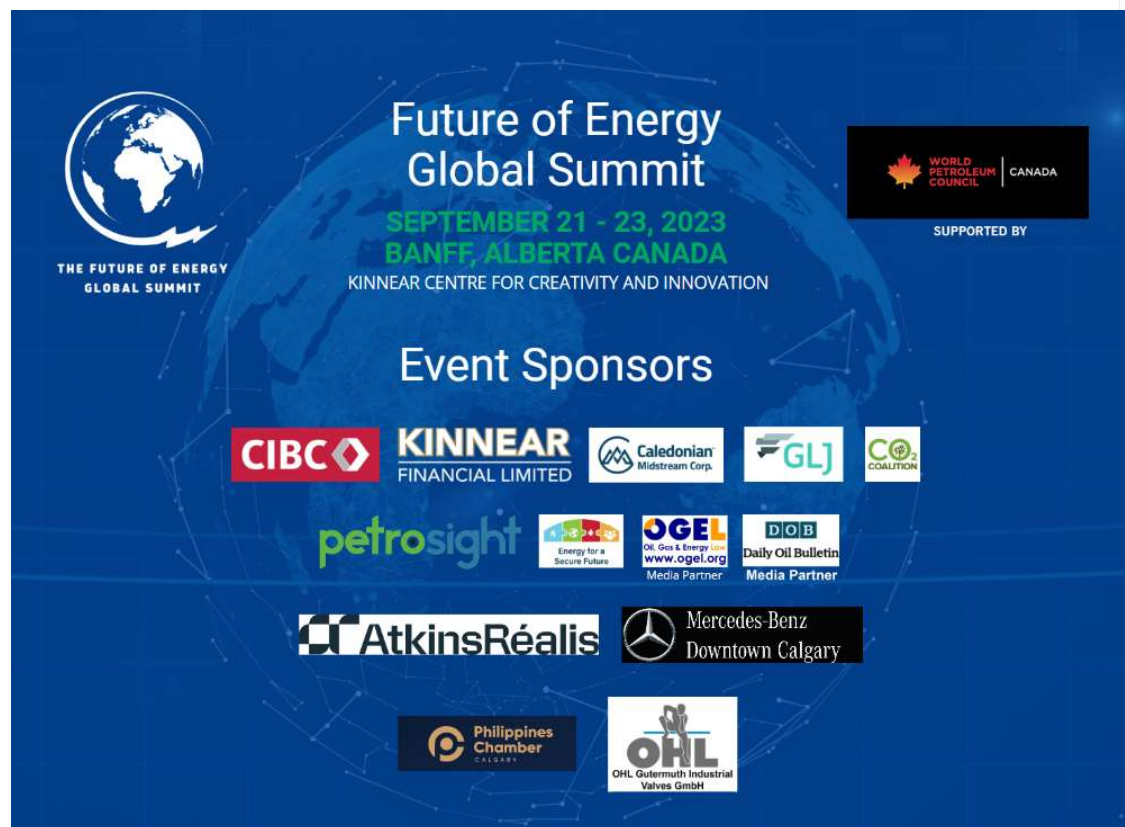 Future of Energy
Global Summit
SEPTEMBER 21 - 23, 2023
BANFF, ALBERTA CANADA
KINNEAR CENTRE FOR CREATIVITY AND INNOVATION
THE FUTURE OF ENERGY
GLOBAL SUMMIT
WORLD
PETROLEUM
COUNCIL
CANADA
SUPPORTED BY
Event Sponsors
CIBC
KINNEAR
FINANCIAL LIMITED
Caledonian
Midstream Corp.
GLJ
CO2
COALITION
petrosight
Energy for a
Secure Future
OGEL
Oil, Gas & Energy Law
www.ogel.org
Media Partner
DOB
Daily Oil Bulletin
Media Partner
AtkinsRéalis
Mercedes-Benz
Downtown Calgary
Philippines
Chamber
CALGARY
OHL
OHL Gutermuth Industrial
Valves GmbH